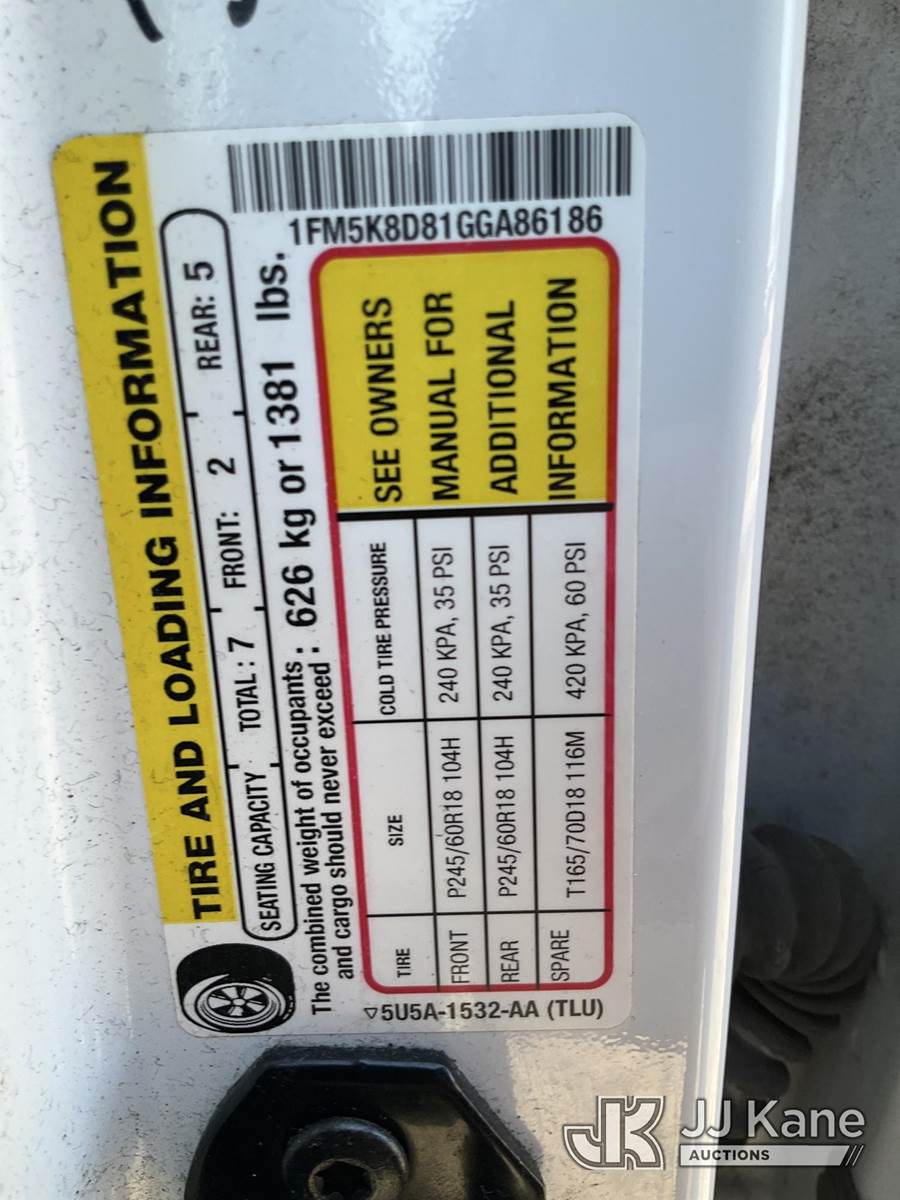 TIRE AND LOADING INFORMATION
SEATING CAPACITY TOTAL : 7 FRONT: 2 REAR: 5
The combined weight of occupants
and cargo should never exceed : 626 kg or 1381 lbs.
1FM5K8D81GGA86186
TIRE SIZE COLD TIRE PRESSURE
FRONT P245/60R18 104H 240 KPA, 35 PSI
REAR P245/60R18 104H 240 KPA, 35 PSI
SPARE T165/70D18 116M 420 KPA, 60 PSI
SEE OWNERS
MANUAL FOR
ADDITIONAL
INFORMATION
▽5U5A-1532-AA (TLU)
JK JJ Kane
AUCTIONS